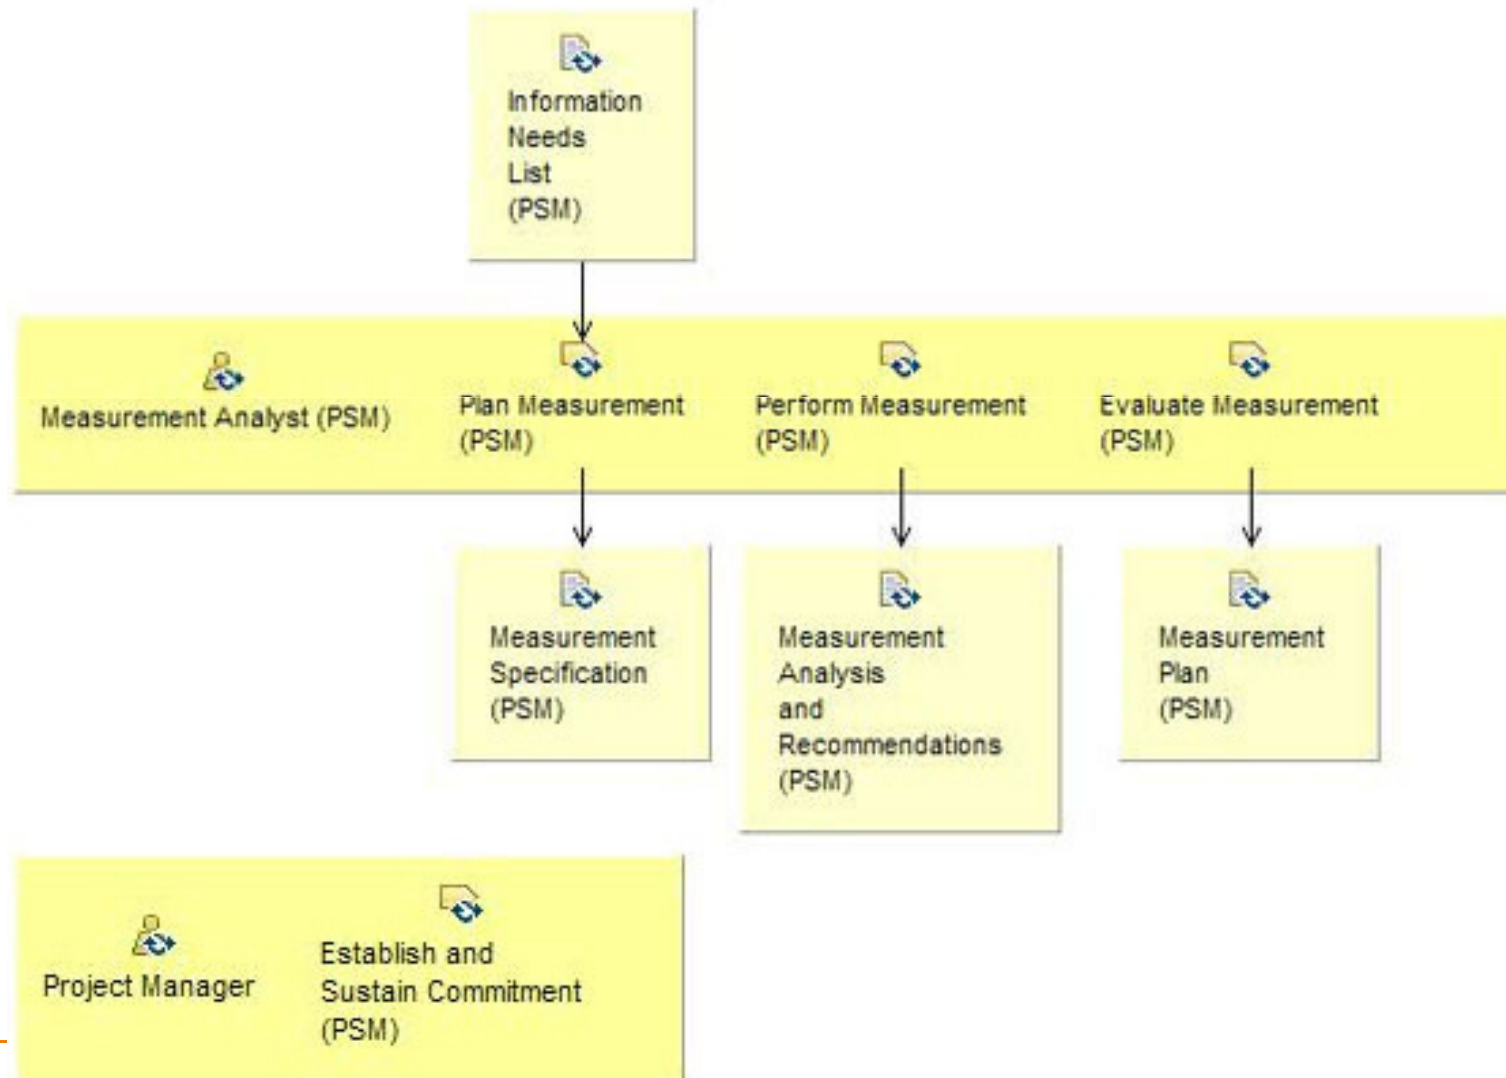 Information
Needs
List
(PSM)
Measurement Analyst (PSM)
Plan Measurement
(PSM)
Perform Measurement
(PSM)
Evaluate Measurement
(PSM)
Measurement
Specification
(PSM)
Measurement
Analysis
and
Recommendations
(PSM)
Measurement
Plan
(PSM)
Project Manager
Establish and
Sustain Commitment
(PSM)